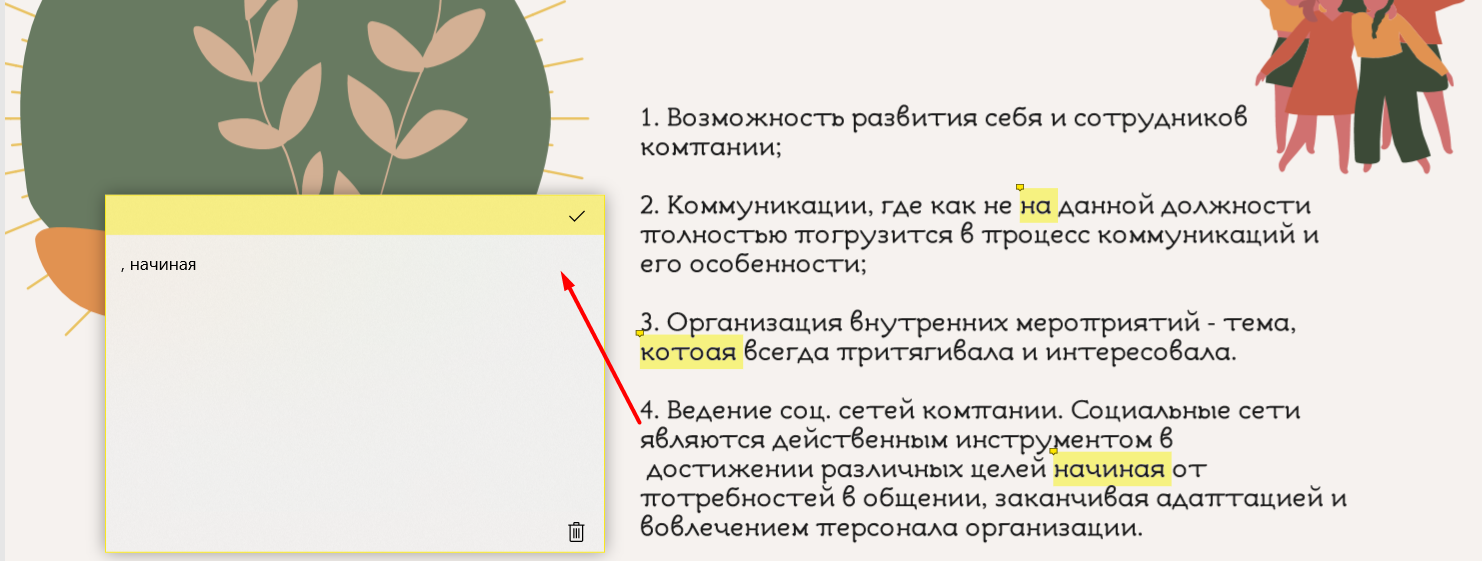 1. Возможность развития себя и сотрудников
компании;
2. Коммуникации, где как не на данной должности
полностью погрузится в процесс коммуникаций и
его особенности;
3. Организация внутренних мероприятий - тема,
котоая всегда притягивала и интересовала.
4. Ведение соц. сетей компании. Социальные сети
являются действенным инструментом в
достижении различных целей начиная от
потребностей в общении, заканчивая адаптацией и
вовлечением персонала организации.
, начиная